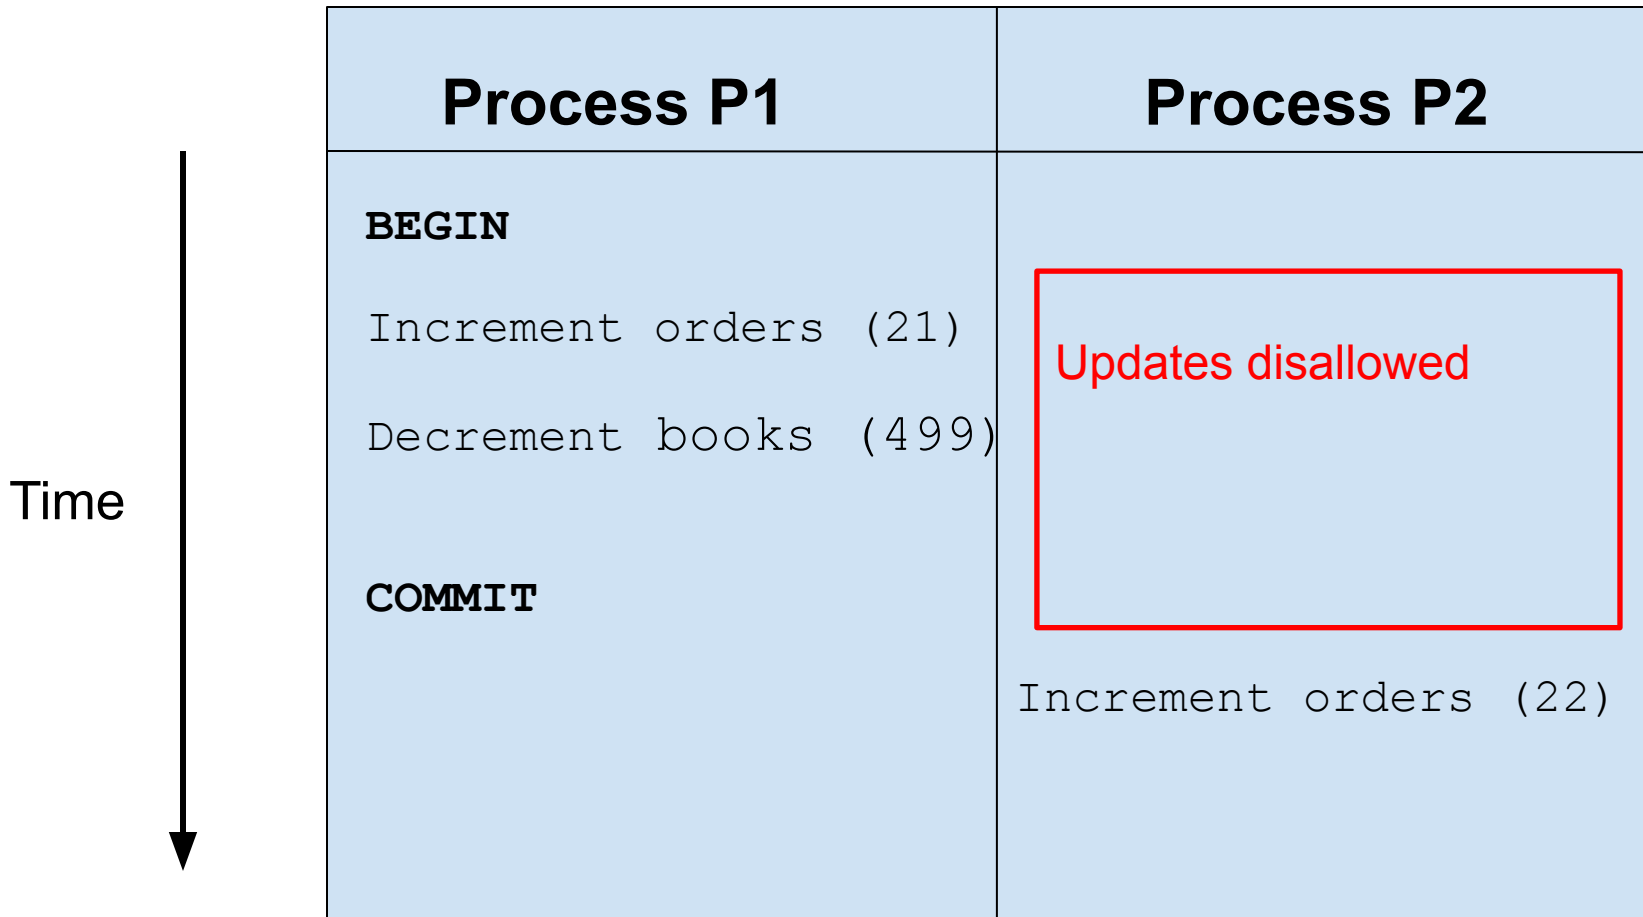 Process P1
Process P2
BEGIN
Increment orders (21)
Updates disallowed
Decrement books (499)
Time
COMMIT
Increment orders (22)